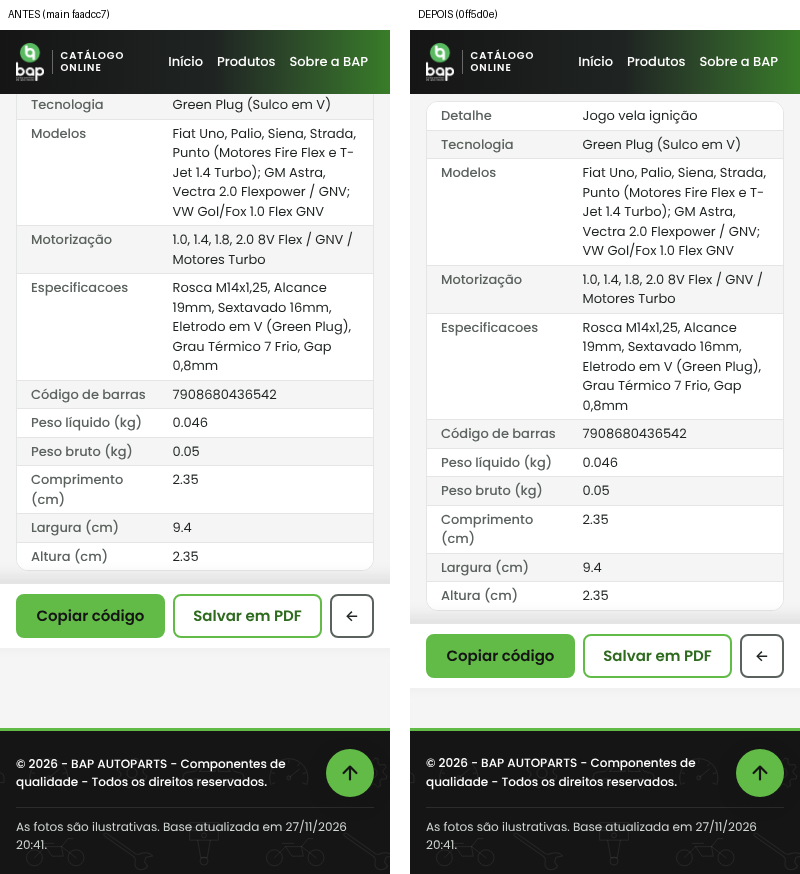 ANTES (main faadcc7)
bap
CATÁLOGO
ONLINE
Início Produtos Sobre a BAP
Tecnologia Green Plug (Sulco em V)
Modelos Fiat Uno, Palio, Siena, Strada,
Punto (Motores Fire Flex e T-
Jet 1.4 Turbo); GM Astra,
Vectra 2.0 Flexpower / GNV;
VW Gol/Fox 1.0 Flex GNV
Motorização 1.0, 1.4, 1.8, 2.0 8V Flex / GNV /
Motores Turbo
Especificacoes Rosca M14x1,25, Alcance
19mm, Sextavado 16mm,
Eletrodo em V (Green Plug),
Grau Térmico 7 Frio, Gap
0,8mm
Código de barras 7908680436542
Peso líquido (kg) 0.046
Peso bruto (kg) 0.05
Comprimento 2.35
(cm)
Largura (cm) 9.4
Altura (cm) 2.35
Copiar código Salvar em PDF ←
© 2026 - BAP AUTOPARTS - Componentes de
qualidade - Todos os direitos reservados.
As fotos são ilustrativas. Base atualizada em 27/11/2026
20:41.
DEPOIS (0ff5d0e)
bap
CATÁLOGO
ONLINE
Início Produtos Sobre a BAP
Detalhe Jogo vela ignição
Tecnologia Green Plug (Sulco em V)
Modelos Fiat Uno, Palio, Siena, Strada,
Punto (Motores Fire Flex e T-
Jet 1.4 Turbo); GM Astra,
Vectra 2.0 Flexpower / GNV;
VW Gol/Fox 1.0 Flex GNV
Motorização 1.0, 1.4, 1.8, 2.0 8V Flex / GNV /
Motores Turbo
Especificacoes Rosca M14x1,25, Alcance
19mm, Sextavado 16mm,
Eletrodo em V (Green Plug),
Grau Térmico 7 Frio, Gap
0,8mm
Código de barras 7908680436542
Peso líquido (kg) 0.046
Peso bruto (kg) 0.05
Comprimento 2.35
(cm)
Largura (cm) 9.4
Altura (cm) 2.35
Copiar código Salvar em PDF ←
© 2026 - BAP AUTOPARTS - Componentes de
qualidade - Todos os direitos reservados.
As fotos são ilustrativas. Base atualizada em 27/11/2026
20:41.